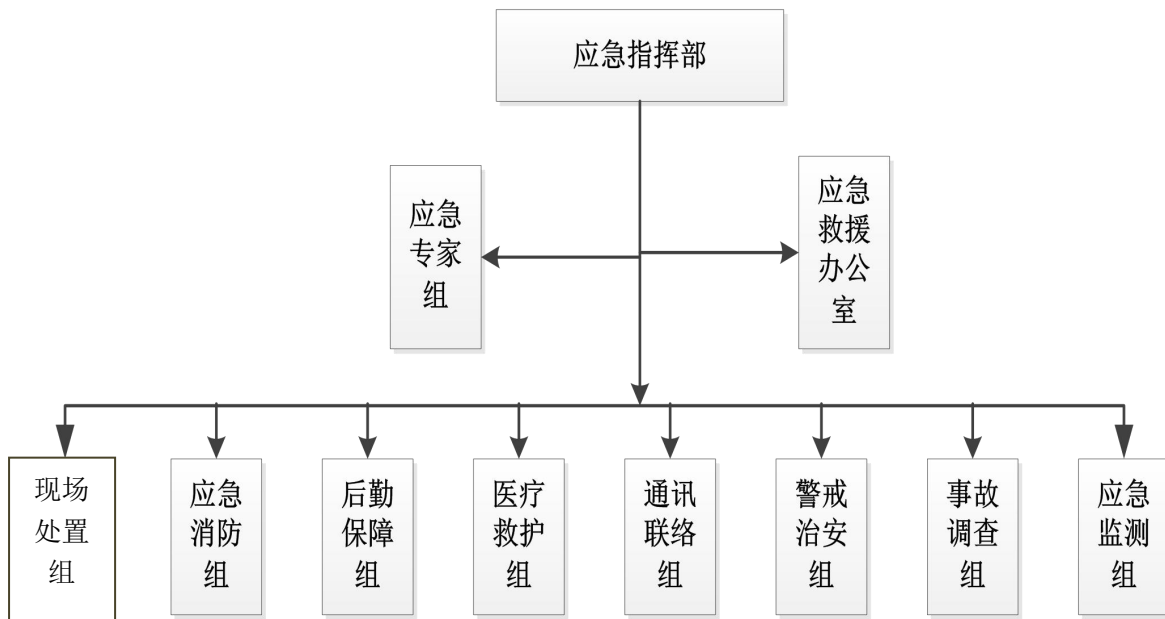 应急指挥部
应急
专家
组
应急
救援
办公
室
现场
处置
组
应急
消防
组
后勤
保障
组
医疗
救护
组
通讯
联络
组
警戒
治安
组
事故
调查
组
应急
监测
组